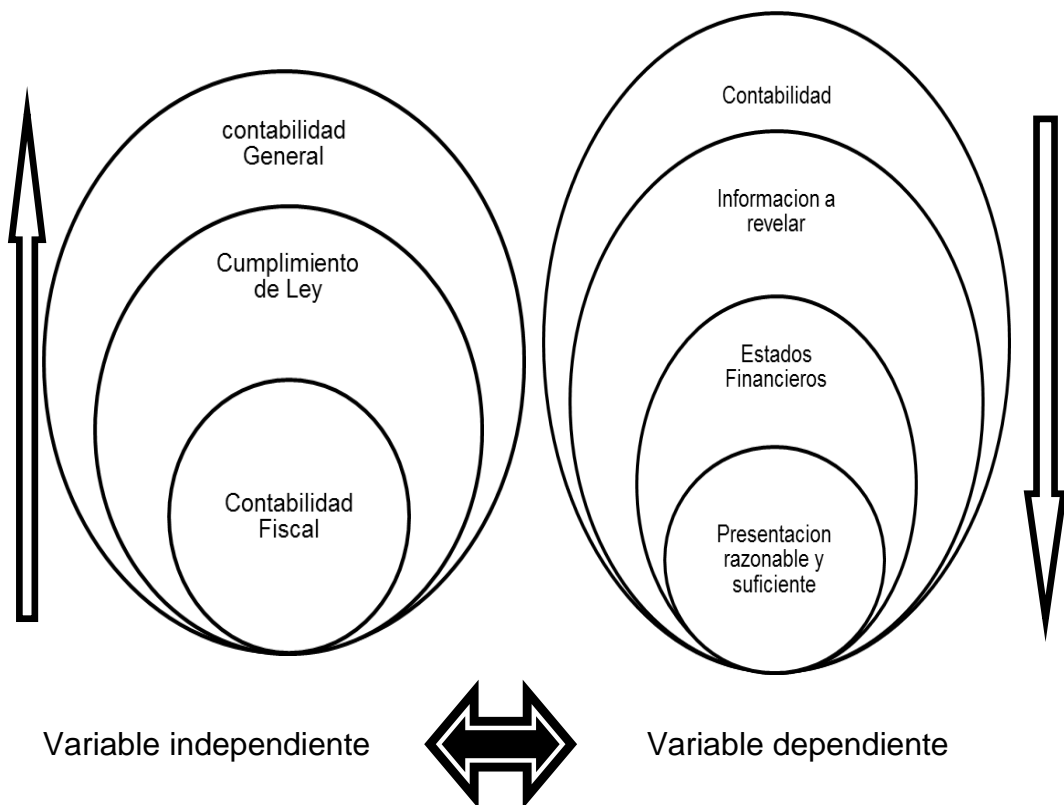 contabilidad
General
Cumplimiento
de Ley
Contabilidad
Fiscal
Contabilidad
Informacion a
revelar
Estados
Financieros
Presentacion
razonable y
suficiente
Variable independiente
Variable dependiente